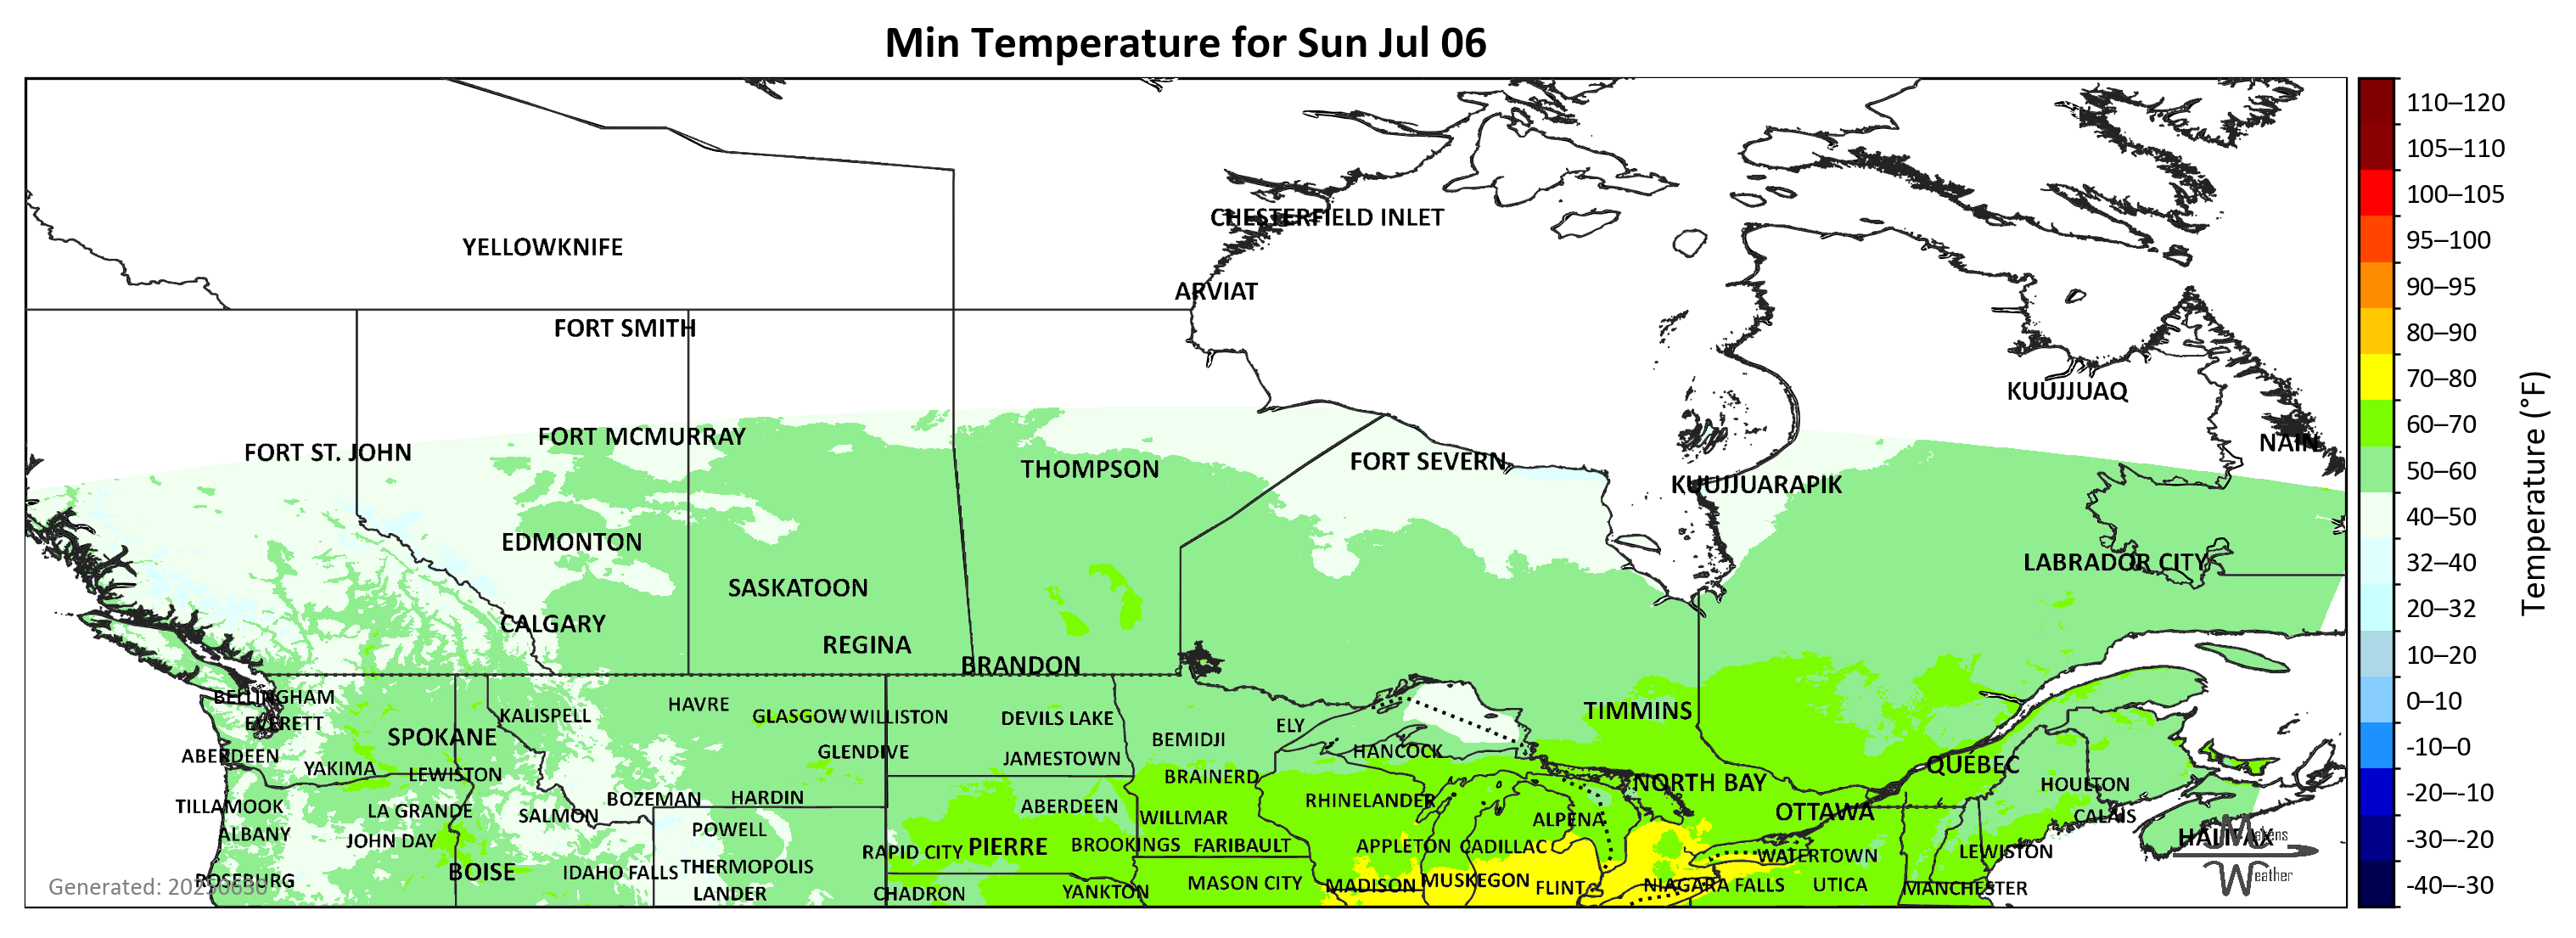 Min Temperature for Sun Jul 06
110–120
105–110
CHESTERFIELD INLET
100–105
YELLOWKNIFE
95–100
ARVIAT
90–95
FORT SMITH
80–90
70–80
KUUJJUAQ
FORT MCMURRAY
60–70
FORT ST. JOHN
NAIN
THOMPSON
FORT SEVERN
50–60
KUUJJUARAPIK
Temperature (°F)
40–50
EDMONTON
LABRADOR CITY
32–40
SASKATOON
20–32
CALGARY
REGINA
BRANDON
10–20
BELLINGHAM
HAVRE
0–10
KALISPELL
GLASGOW
WILLISTON
DEVILS LAKE
TIMMINS
EVERETT
ELY
SPOKANE
BEMIDJI
-10–0
ABERDEEN
GLENDIVE
JAMESTOWN
HANCOCK
YAKIMA
LEWISTON
BRAINERD
QUÉBEC
NORTH BAY
HOULTON
-20–-10
BOZEMAN
HARDIN
RHINELANDER
TILLAMOOK
LA GRANDE
SALMON
ABERDEEN
WILLMAR
ALPENA
OTTAWA
CALAIS
ALBANY
JOHN DAY
POWELL
HALIFAX
Makens
Weather
-30–-20
RAPID CITY
PIERRE
BROOKINGS
FARIBAULT
APPLETON
CADILLAC
WATERTOWN
LEWISTON
BOISE
IDAHO FALLS
THERMOPOLIS
ROSEBURG
MASON CITY
MADISON
MUSKEGON
FLINT
NIAGARA FALLS
UTICA
MANCHESTER
-40–-30
LANDER
CHADRON
YANKTON
Generated: 20250630